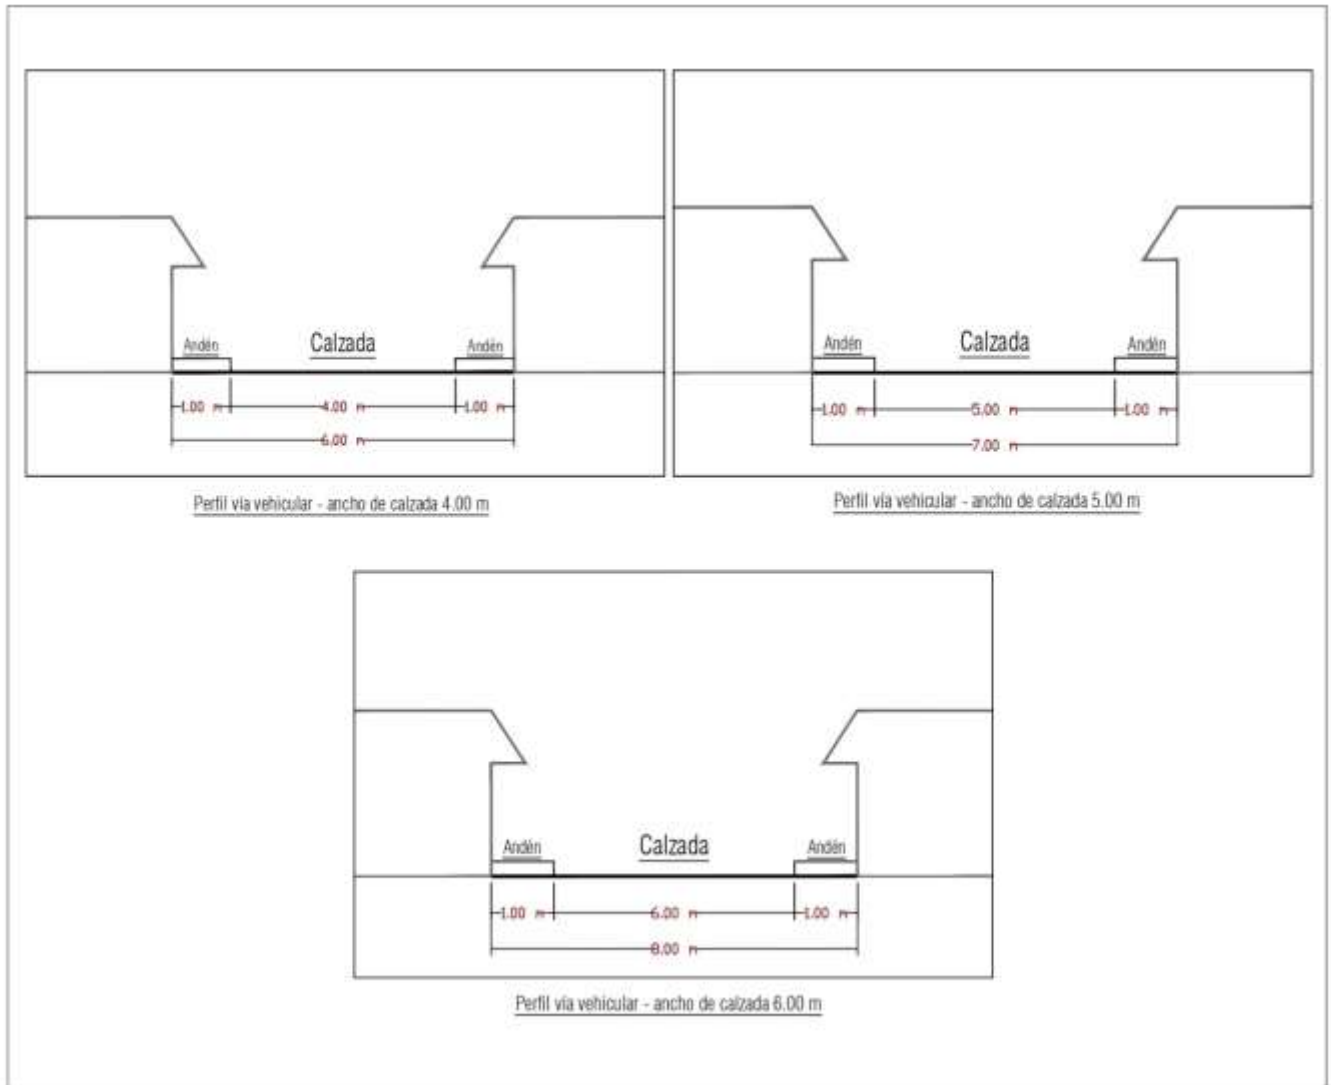 Andén
Calzada
Andén
1.00 m
4.00 m
1.00 m
6.00 m
Perfil vía vehicular - ancho de calzada 4.00 m
Andén
Calzada
Andén
1.00 m
5.00 m
1.00 m
7.00 m
Perfil vía vehicular - ancho de calzada 5.00 m
Andén
Calzada
Andén
1.00 m
6.00 m
1.00 m
8.00 m
Perfil vía vehicular - ancho de calzada 6.00 m